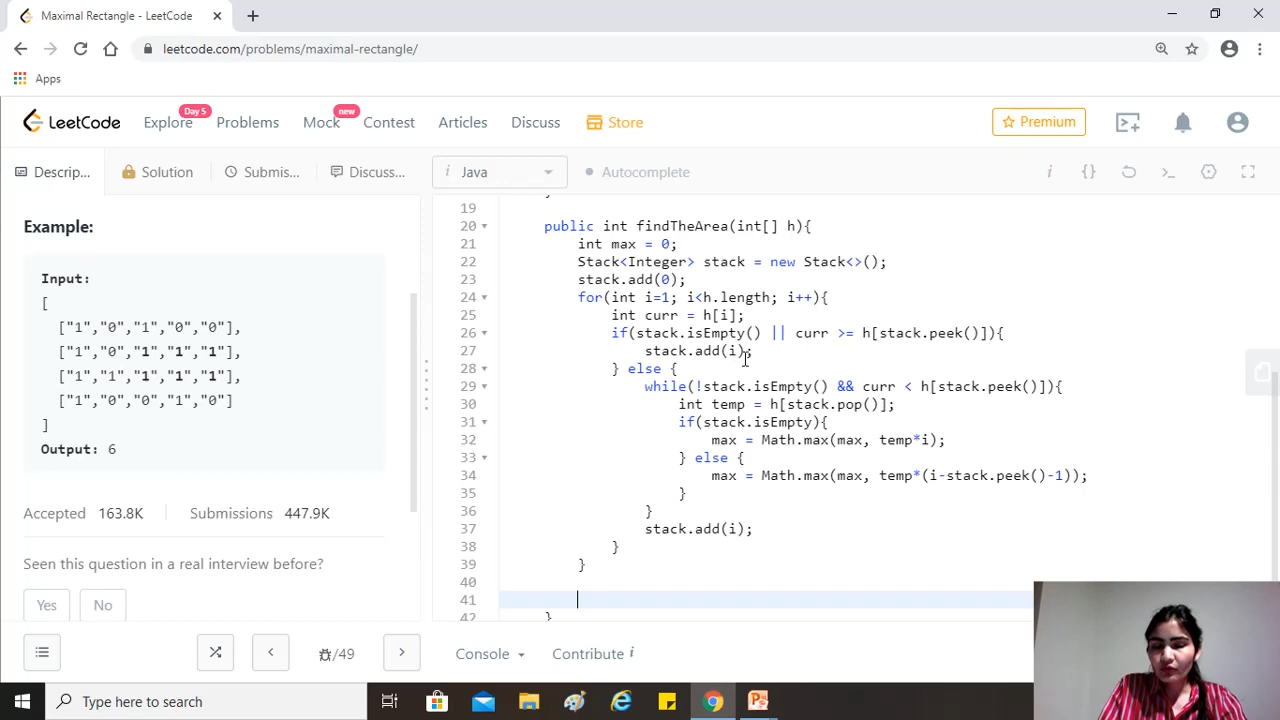 Maximal Rectangle - LeetCode
leetcode.com/problems/maximal-rectangle/
Apps
LeetCode
Explore
Day 5
Problems
Mock
new
Contest
Articles
Discuss
Store
Premium
Descrip...
Solution
Submis...
Discuss...
i Java
Autocomplete
i
{}
Example:
Input:
[
["1","0","1","0","0"],
["1","0","1","1","1"],
["1","1","1","1","1"],
["1","0","0","1","0"]
]
Output: 6
Accepted 163.8K
Submissions 447.9K
Seen this question in a real interview before?
Yes
No
19
20 public int findTheArea(int[] h){
21 int max = 0;
22 Stack<Integer> stack = new Stack<>();
23 stack.add(0);
24 for(int i=1; i<h.length; i++){
25 int curr = h[i];
26 if(stack.isEmpty() || curr >= h[stack.peek()]){
27 stack.add(i);
28 } else {
29 while(!stack.isEmpty() && curr < h[stack.peek()]){
30 int temp = h[stack.pop()];
31 if(stack.isEmpty){
32 max = Math.max(max, temp*i);
33 } else {
34 max = Math.max(max, temp*(i-stack.peek()-1));
35 }
36 }
37 stack.add(i);
38 }
39 }
40
41
42 }
/49
Console
Contribute i
Type here to search